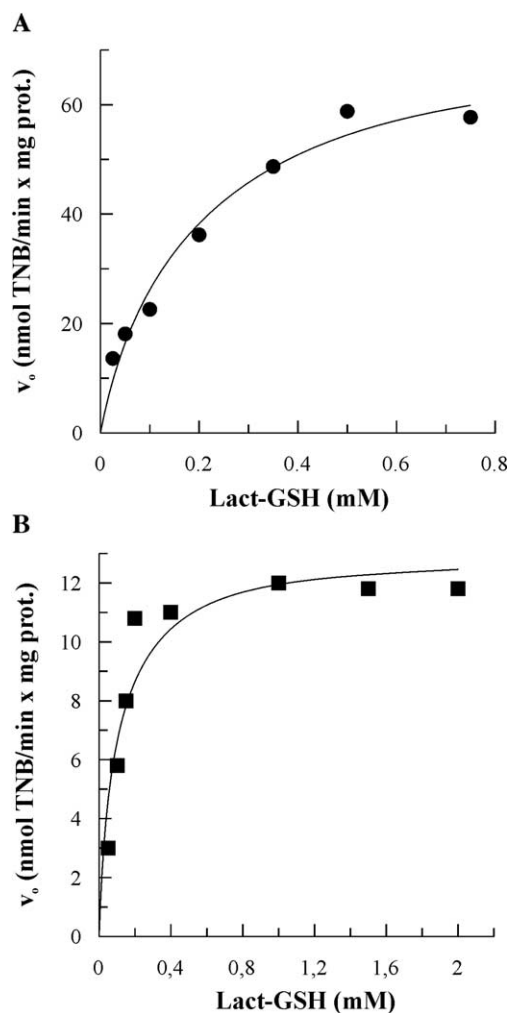 A
60
40
20
0
v₀ (nmol TNB/min x mg prot.)
0 0.2 0.4 0.6 0.8
Lact-GSH (mM)
B
12
10
8
6
4
2
0
v₀ (nmol TNB/min x mg prot.)
0 0,4 0,8 1,2 1,6 2
Lact-GSH (mM)